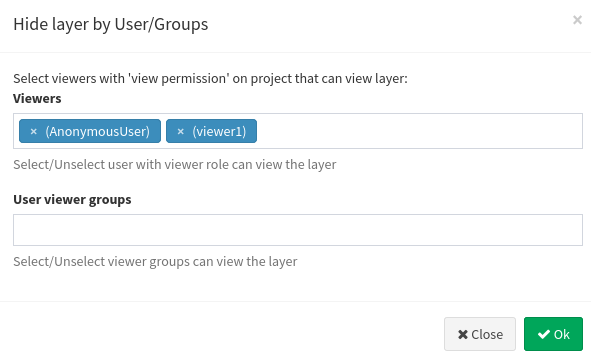 Hide layer by User/Groups
×
Select viewers with 'view permission' on project that can view layer:
Viewers
× (AnonymousUser) × (viewer1)
Select/Unselect user with viewer role can view the layer
User viewer groups
Select/Unselect viewer groups can view the layer
✖ Close ✔ Ok